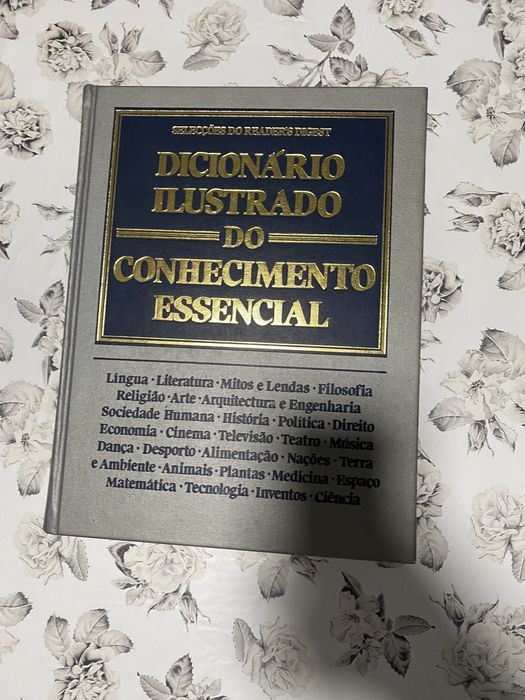 SELECÇÕES DO READER'S DIGEST
DICIONÁRIO
ILUSTRADO
DO
CONHECIMENTO
ESSENCIAL
Língua · Literatura · Mitos e Lendas · Filosofia
Religião · Arte · Arquitectura e Engenharia
Sociedade Humana · História · Política · Direito
Economia · Cinema · Televisão · Teatro · Música
Dança · Desporto · Alimentação · Nações · Terra
e Ambiente · Animais · Plantas · Medicina · Espaço
Matemática · Tecnologia · Inventos · Ciência